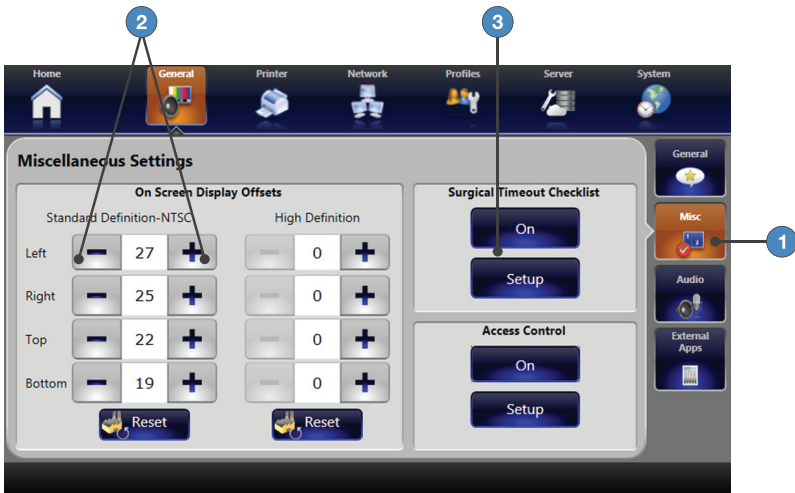 2 3
Home General Printer Network Profiles Server System
Miscellaneous Settings
General
On Screen Display Offsets
Surgical Timeout Checklist
Standard Definition-NTSC High Definition
On
Misc
1 2
1
Left - 27 + - 0 +
Setup
Right - 25 + - 0 +
Audio
Top - 22 + - 0 +
Access Control
External
Apps
On
Bottom - 19 + - 0 +
Setup
Reset Reset